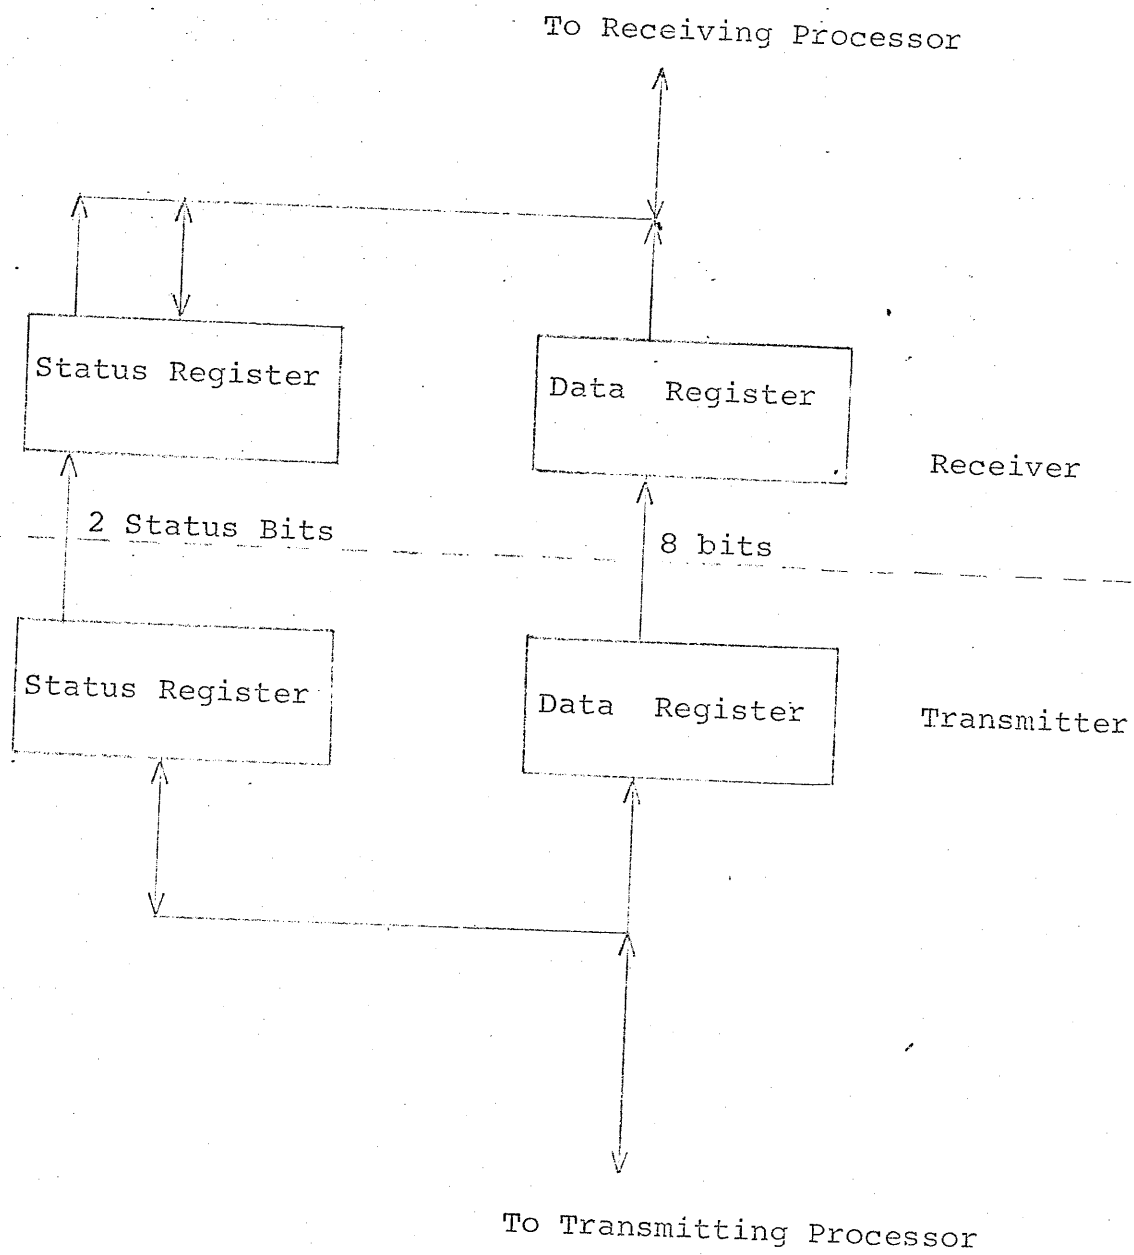 To Receiving Processor
Status Register
Data Register
Receiver
2 Status Bits
8 bits
Status Register
Data Register
Transmitter
To Transmitting Processor